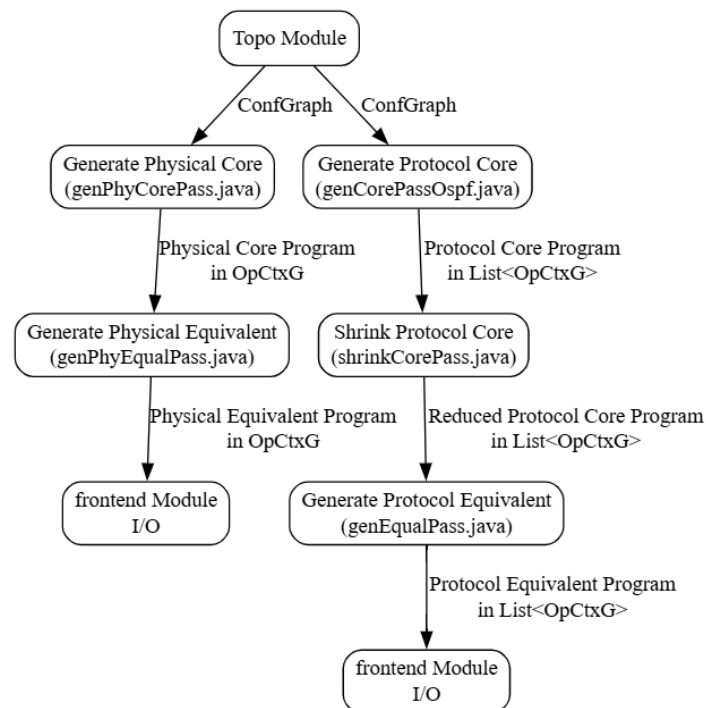 Topo Module
ConfGraph
ConfGraph
Generate Physical Core
(genPhyCorePass.java)
Generate Protocol Core
(genCorePassOspf.java)
Physical Core Program
in OpCtxG
Protocol Core Program
in List<OpCtxG>
Generate Physical Equivalent
(genPhyEqualPass.java)
Shrink Protocol Core
(shrinkCorePass.java)
Physical Equivalent Program
in OpCtxG
Reduced Protocol Core Program
in List<OpCtxG>
frontend Module
I/O
Generate Protocol Equivalent
(genEqualPass.java)
Protocol Equivalent Program
in List<OpCtxG>
frontend Module
I/O